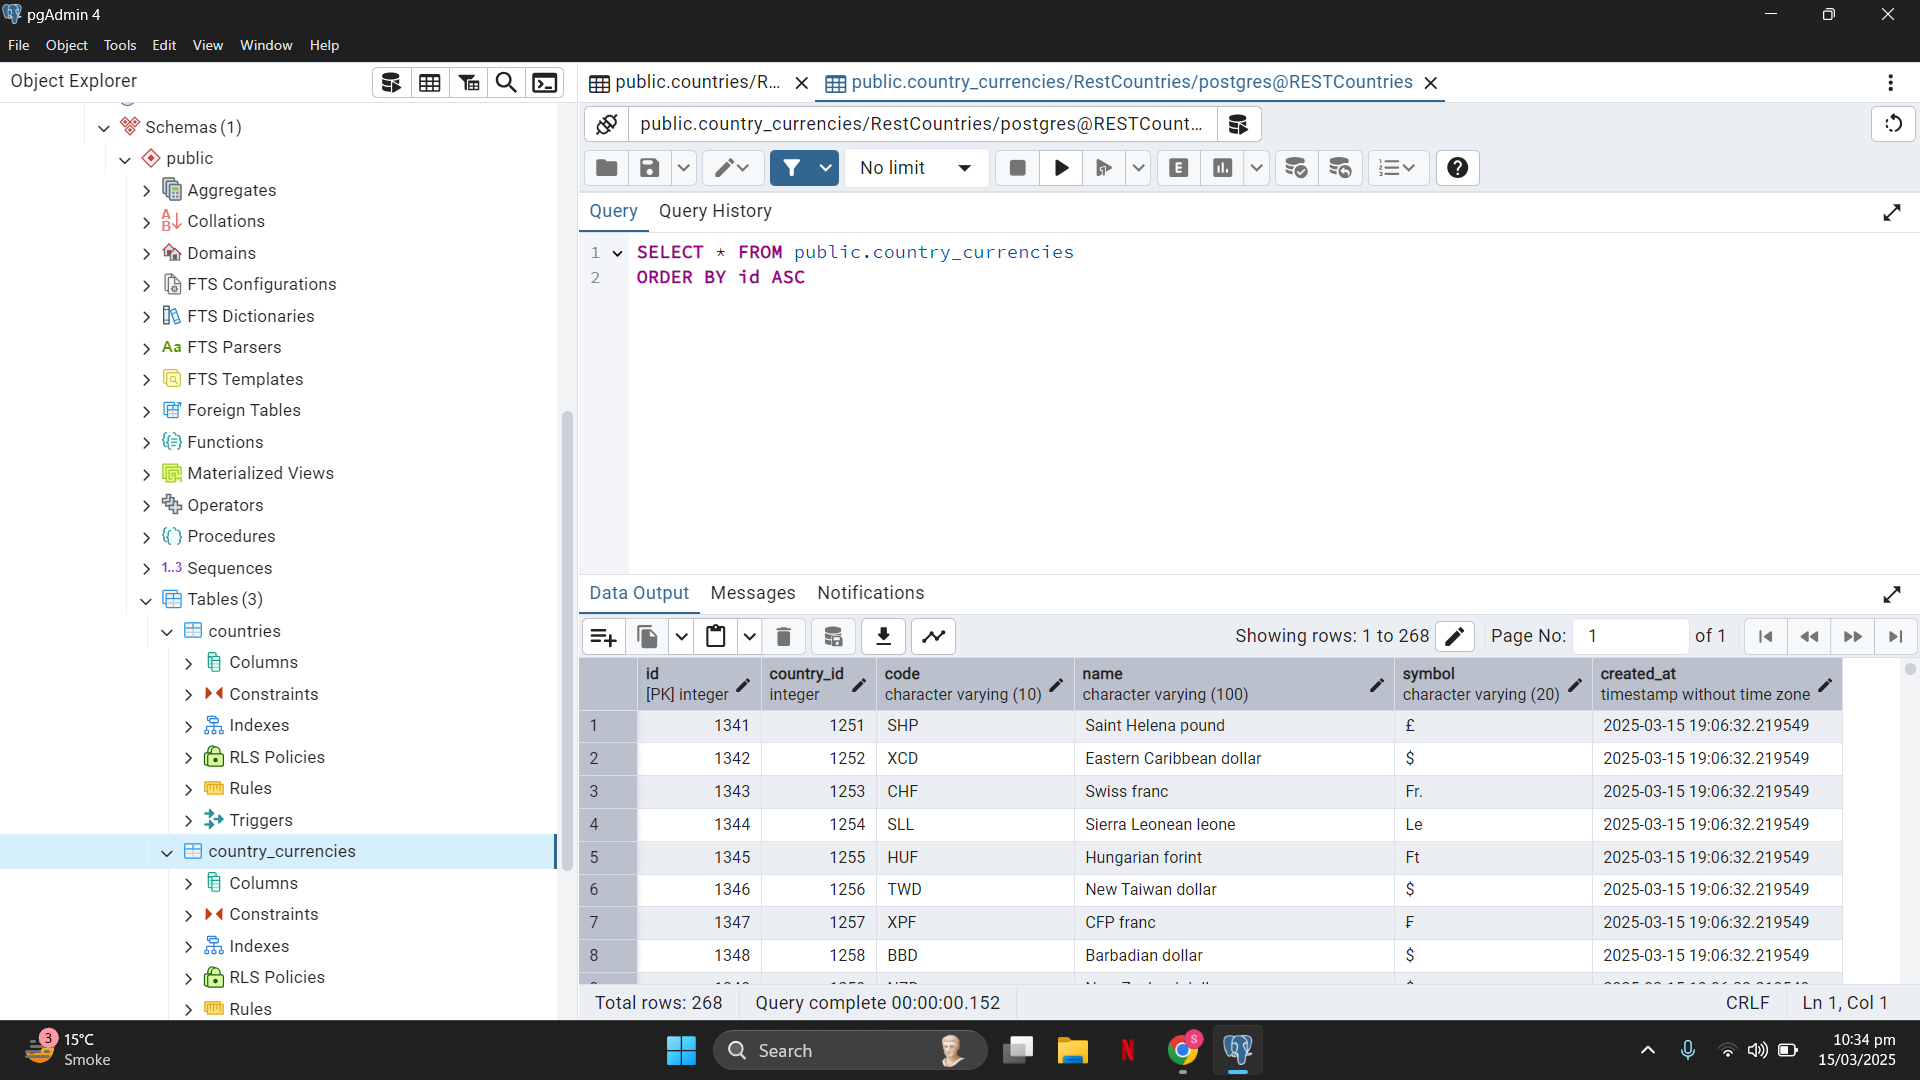 pgAdmin 4
File Object Tools Edit View Window Help
Object Explorer
Schemas (1)
public
Aggregates
Collations
Domains
FTS Configurations
FTS Dictionaries
Aa FTS Parsers
FTS Templates
Foreign Tables
Functions
Materialized Views
Operators
Procedures
1..3 Sequences
Tables (3)
countries
Columns
Constraints
Indexes
RLS Policies
Rules
Triggers
country_currencies
Columns
Constraints
Indexes
RLS Policies
Rules
public.countries/R... public.country_currencies/RestCountries/postgres@RESTCountries
public.country_currencies/RestCountries/postgres@RESTCount...
No limit E
Query Query History
1 SELECT * FROM public.country_currencies
2 ORDER BY id ASC
Data Output Messages Notifications
Showing rows: 1 to 268 Page No: 1 of 1
id country_id code name symbol created_at
[PK] integer integer character varying (10) character varying (100) character varying (20) timestamp without time zone
1 1341 1251 SHP Saint Helena pound £ 2025-03-15 19:06:32.219549
2 1342 1252 XCD Eastern Caribbean dollar $ 2025-03-15 19:06:32.219549
3 1343 1253 CHF Swiss franc Fr. 2025-03-15 19:06:32.219549
4 1344 1254 SLL Sierra Leonean leone Le 2025-03-15 19:06:32.219549
5 1345 1255 HUF Hungarian forint Ft 2025-03-15 19:06:32.219549
6 1346 1256 TWD New Taiwan dollar $ 2025-03-15 19:06:32.219549
7 1347 1257 XPF CFP franc ₣ 2025-03-15 19:06:32.219549
8 1348 1258 BBD Barbadian dollar $ 2025-03-15 19:06:32.219549
Total rows: 268 Query complete 00:00:00.152 CRLF Ln 1, Col 1
3 15°C
Smoke
Search
N
S
10:34 pm
15/03/2025